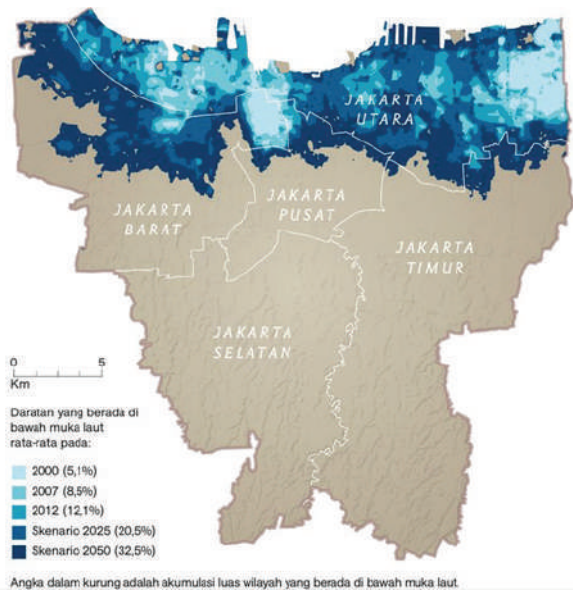 JAKARTA
UTARA
JAKARTA
BARAT
JAKARTA
PUSAT
JAKARTA
TIMUR
JAKARTA
SELATAN
0 5
Km
Daratan yang berada di
bawah muka laut
rata-rata pada:
2000 (5,1%)
2007 (8,5%)
2012 (12,1%)
Skenario 2025 (20,5%)
Skenario 2050 (32,5%)
Angka dalam kurung adalah akumulasi luas wilayah yang berada di bawah muka laut.